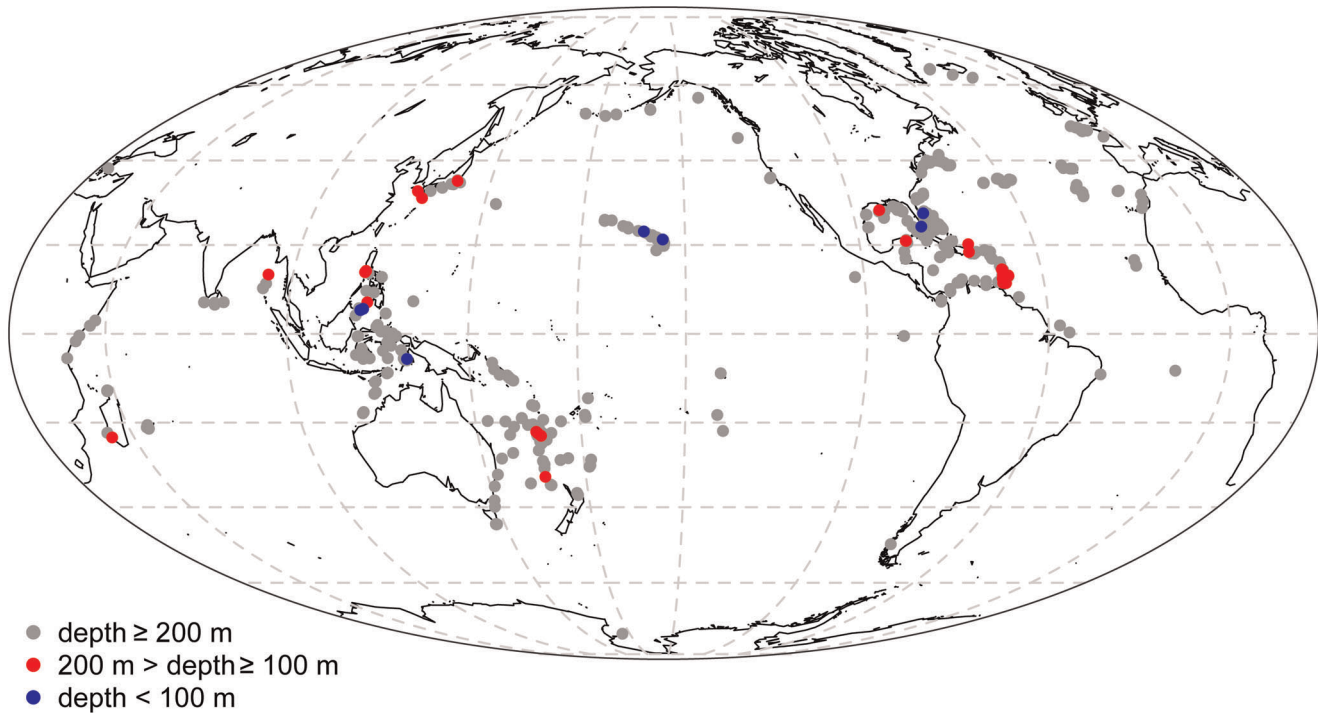 depth ≥ 200 m
200 m > depth ≥ 100 m
depth < 100 m